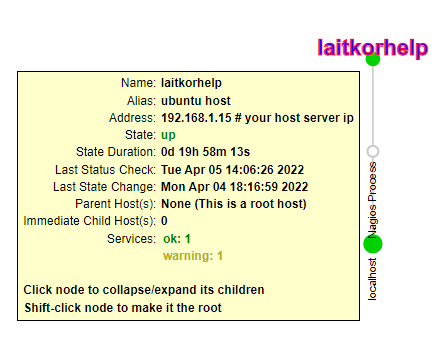 laitkorhelp
Name: laitkorhelp
Alias: ubuntu host
Address: 192.168.1.15 # your host server ip
State: up
State Duration: 0d 19h 58m 13s
Last Status Check: Tue Apr 05 14:06:26 2022
Last State Change: Mon Apr 04 18:16:59 2022
Parent Host(s): None (This is a root host)
Immediate Child Host(s): 0
Services: ok: 1
warning: 1
Click node to collapse/expand its children
Shift-click node to make it the root
Nagios Process
localhost